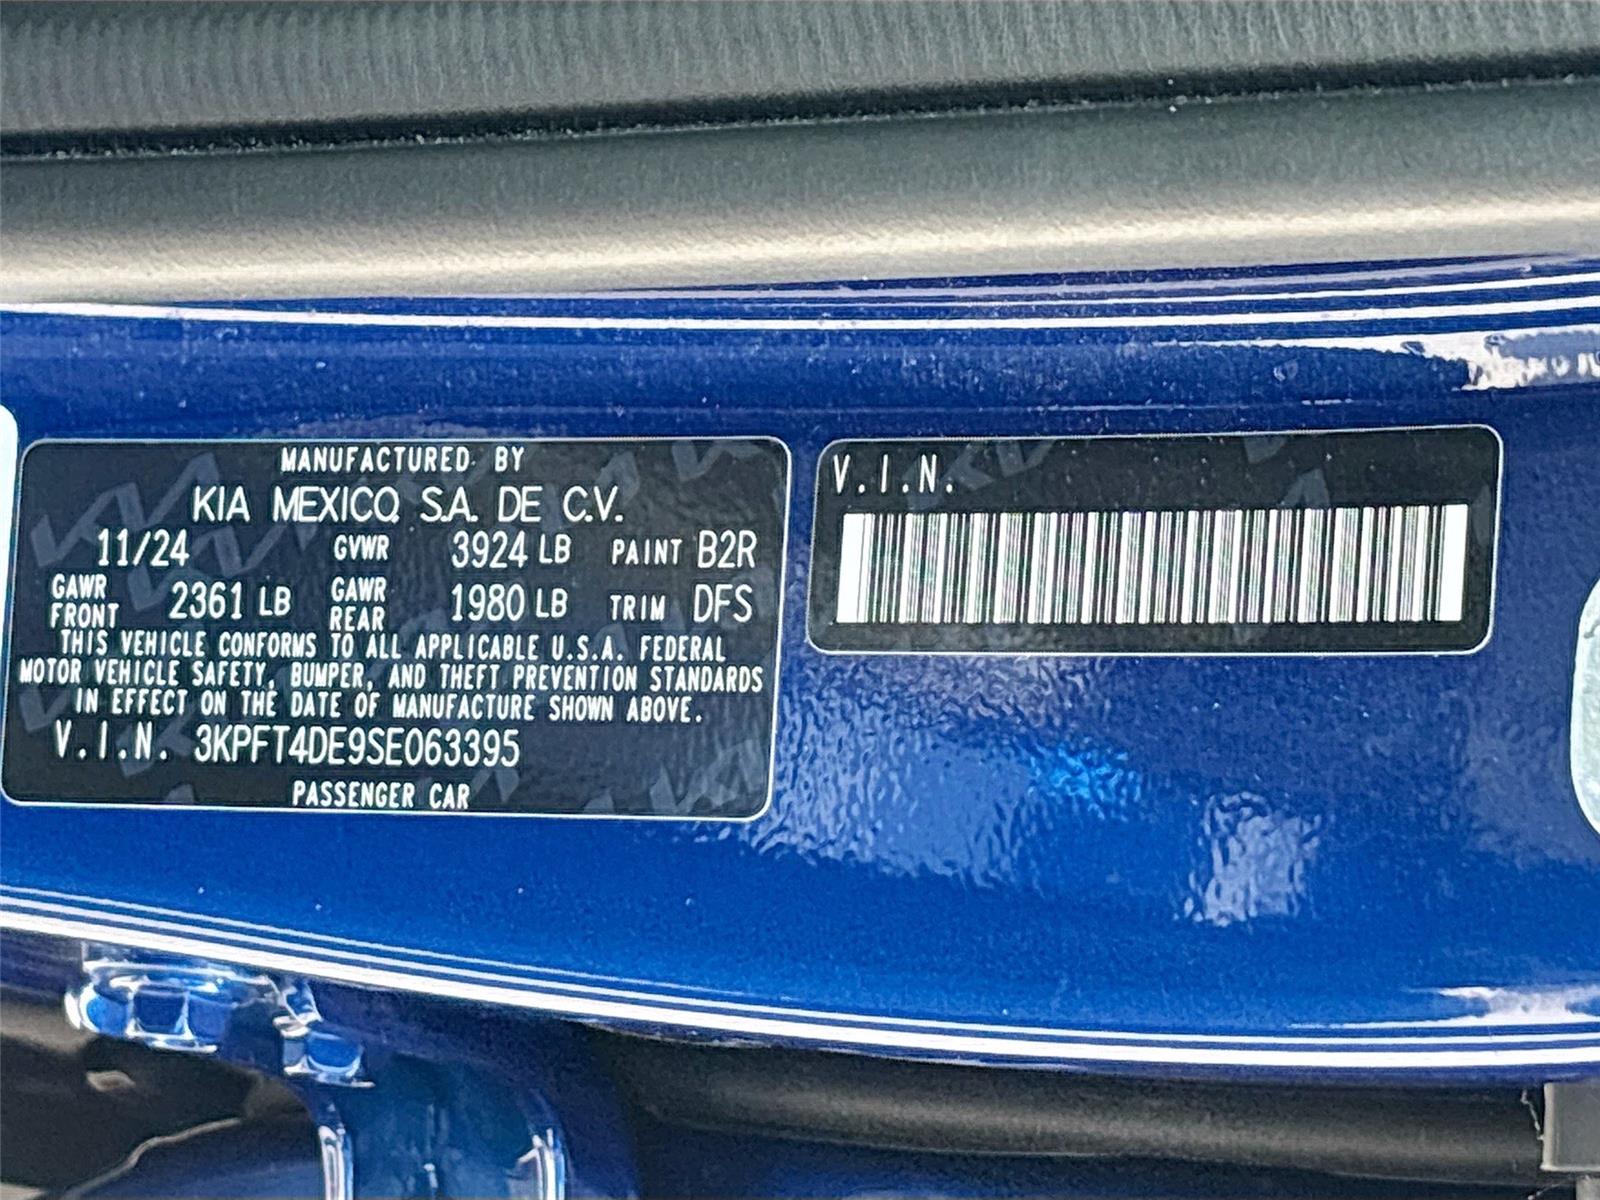 MANUFACTURED BY
KIA MEXICO S.A. DE C.V.
11/24 GVWR 3924 LB PAINT B2R
GAWR FRONT 2361 LB GAWR REAR 1980 LB TRIM DFS
THIS VEHICLE CONFORMS TO ALL APPLICABLE U.S.A. FEDERAL
MOTOR VEHICLE SAFETY, BUMPER, AND THEFT PREVENTION STANDARDS
IN EFFECT ON THE DATE OF MANUFACTURE SHOWN ABOVE.
V.I.N. 3KPFT4DE9SE063395
PASSENGER CAR
V.I.N.